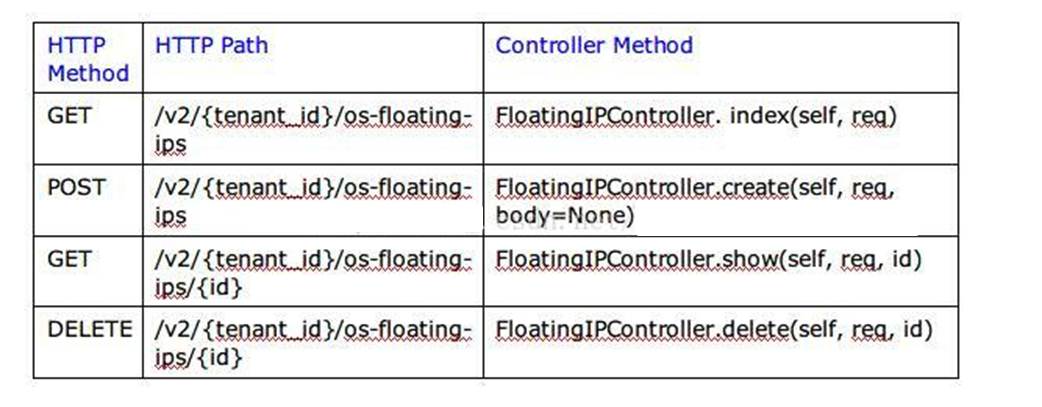 HTTP Method
HTTP Path
Controller Method
GET
/v2/{tenant_id}/os-floating-
ips
FloatingIPController. index(self, req)
POST
/v2/{tenant_id}/os-floating-
ips
FloatingIPController.create(self, req,
body=None)
GET
/v2/{tenant_id}/os-floating-
ips/{id}
FloatingIPController.show(self, req, id)
DELETE
/v2/{tenant_id}/os-floating-
ips/{id}
FloatingIPController.delete(self, req, id)